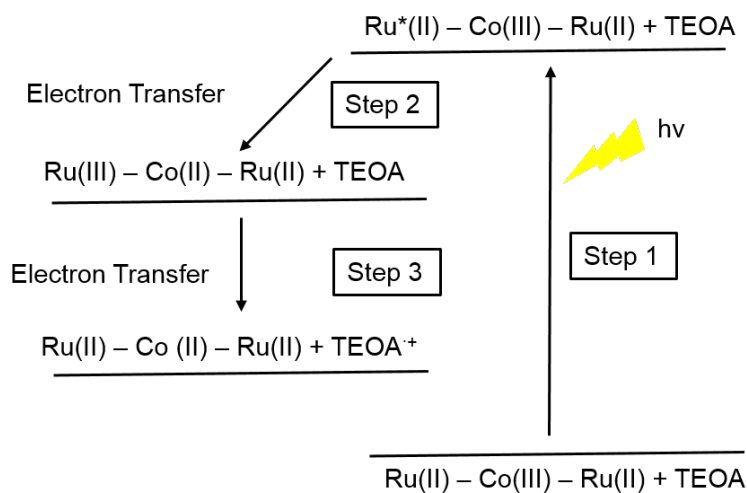 Ru*(II) – Co(III) – Ru(II) + TEOA
Electron Transfer
Step 2
hv
Ru(III) – Co(II) – Ru(II) + TEOA
Step 1
Electron Transfer
Step 3
Ru(II) – Co (II) – Ru(II) + TEOA·+
Ru(II) – Co(III) – Ru(II) + TEOA